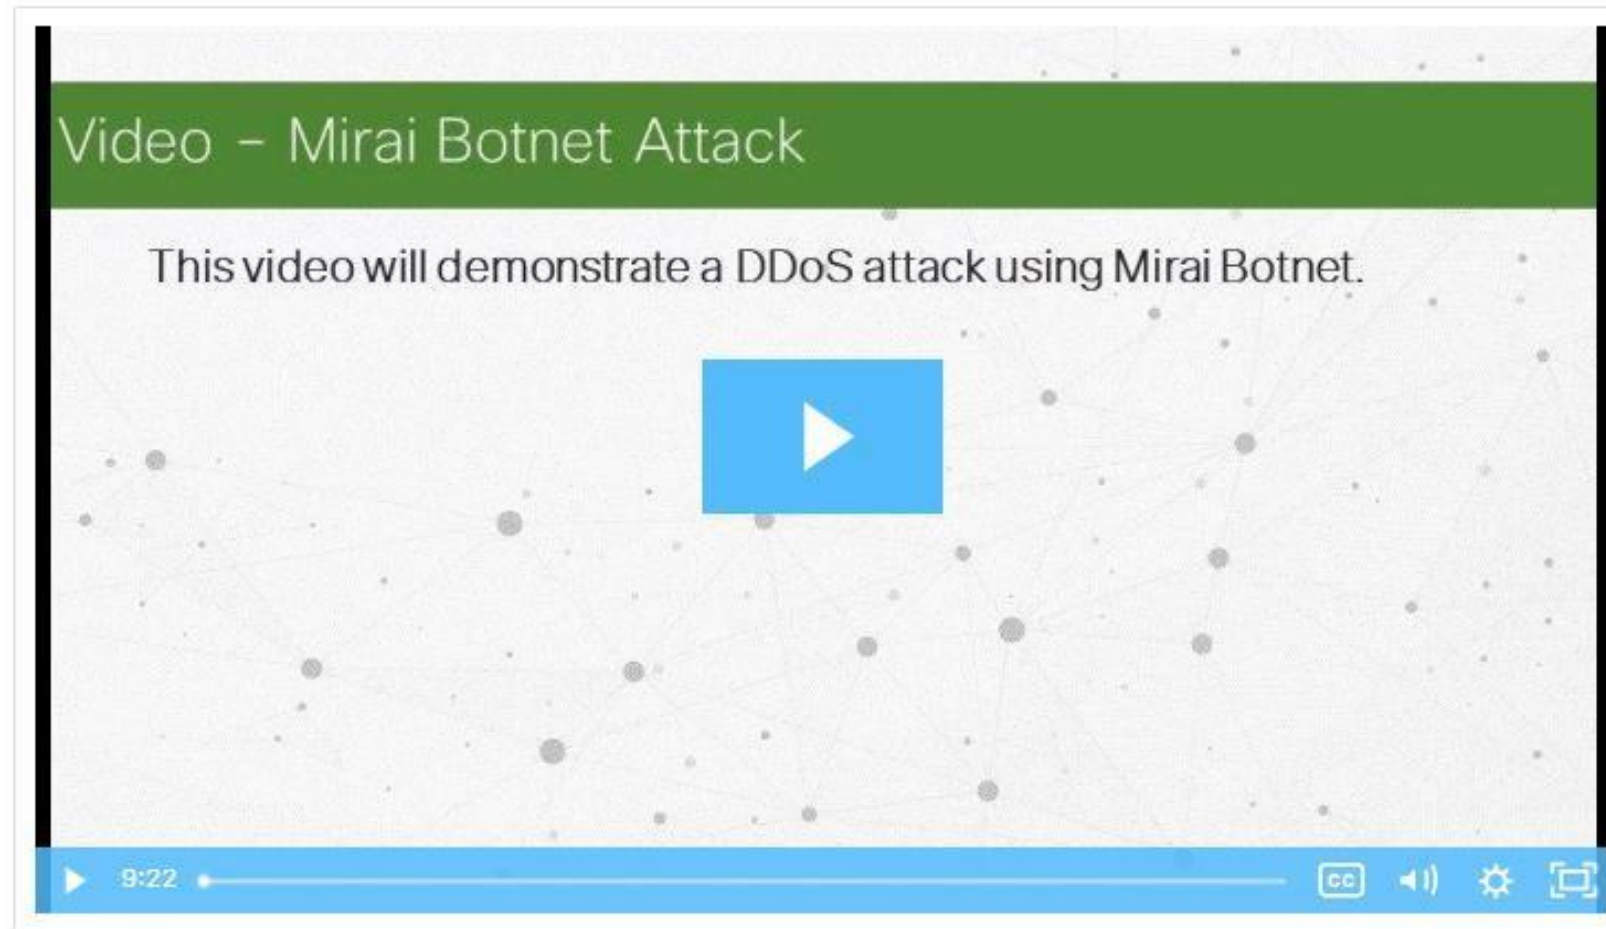 Video – Mirai Botnet Attack
This video will demonstrate a DDoS attack using Mirai Botnet.
9:22
CC